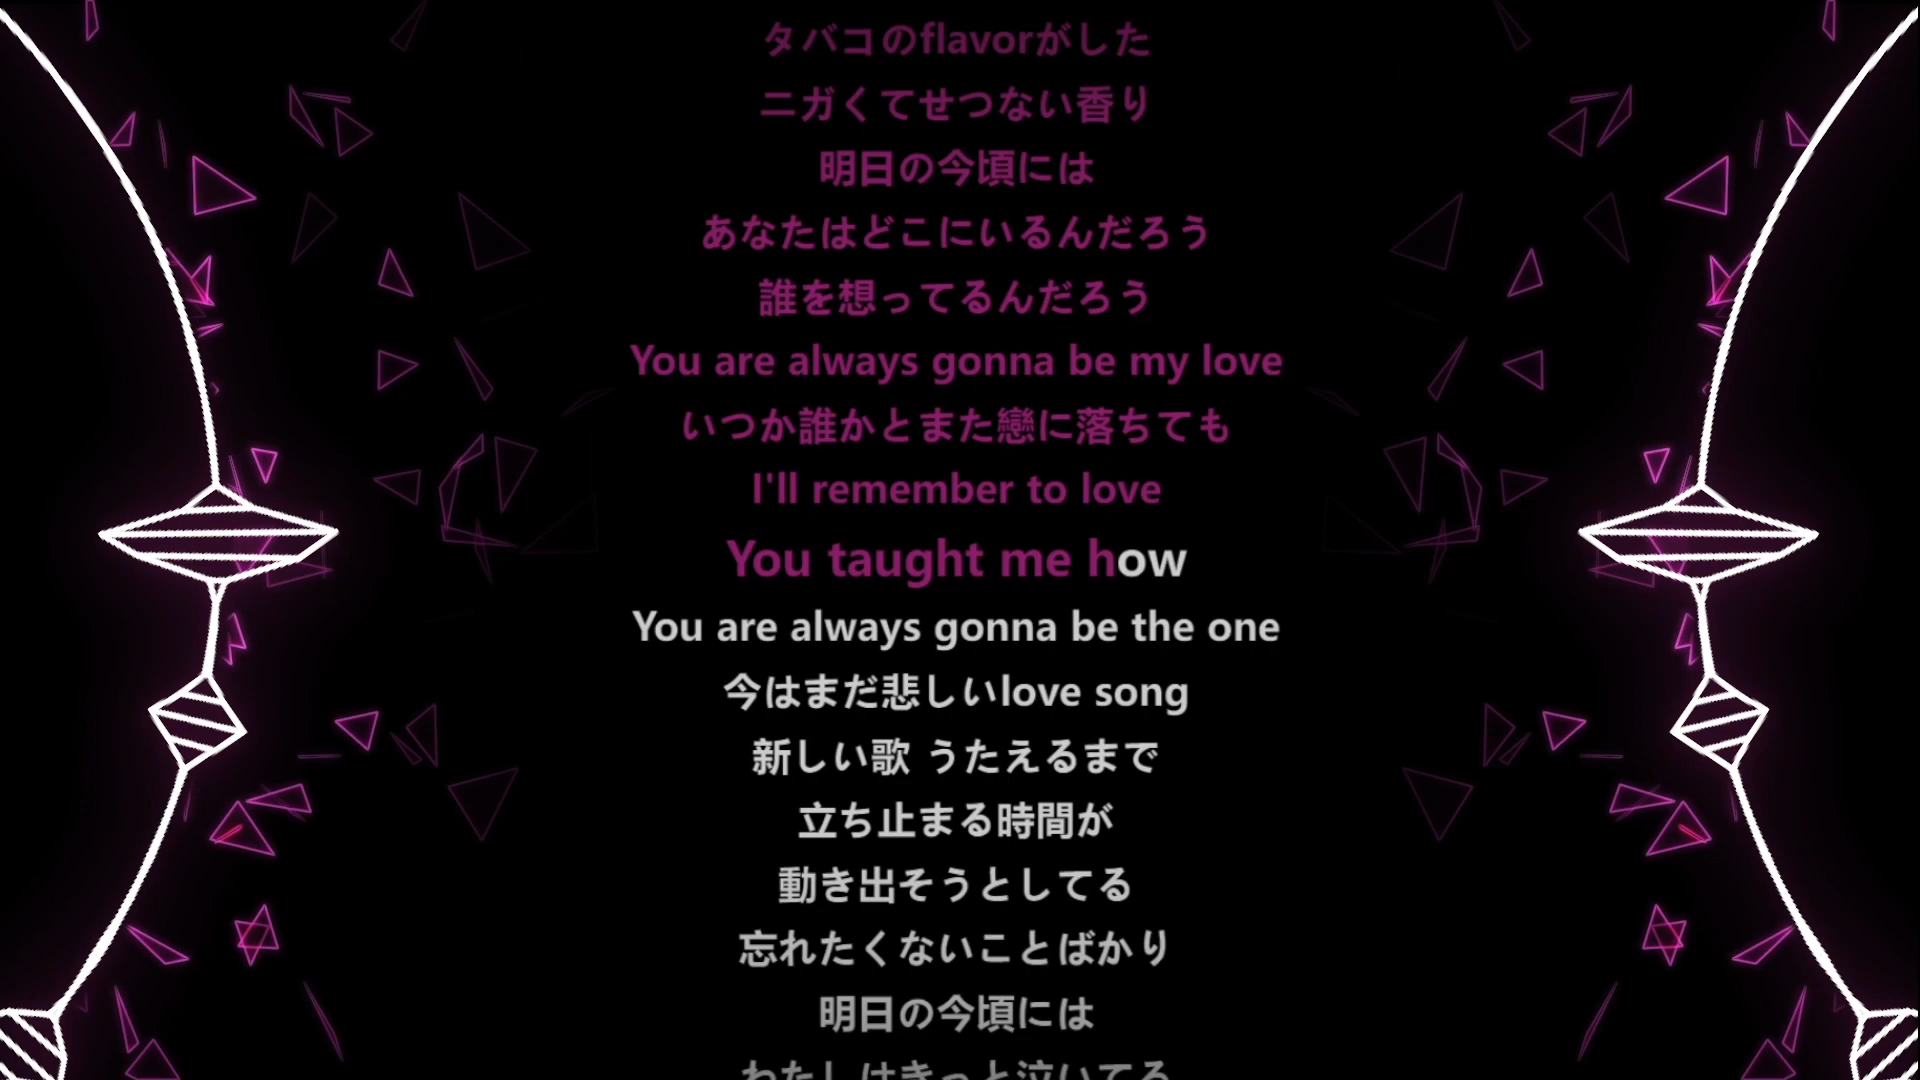 タバコのflavorがした
ニガくてせつない香り
明日の今頃には
あなたはどこにいるんだろう
誰を想ってるんだろう
You are always gonna be my love
いつか誰かとまた戀に落ちても
I'll remember to love
You taught me how
You are always gonna be the one
今はまだ悲しいlove song
新しい歌 うたえるまで
立ち止まる時間が
動き出そうとしてる
忘れたくないことばかり
明日の今頃には
わたしはきっと泣いてる